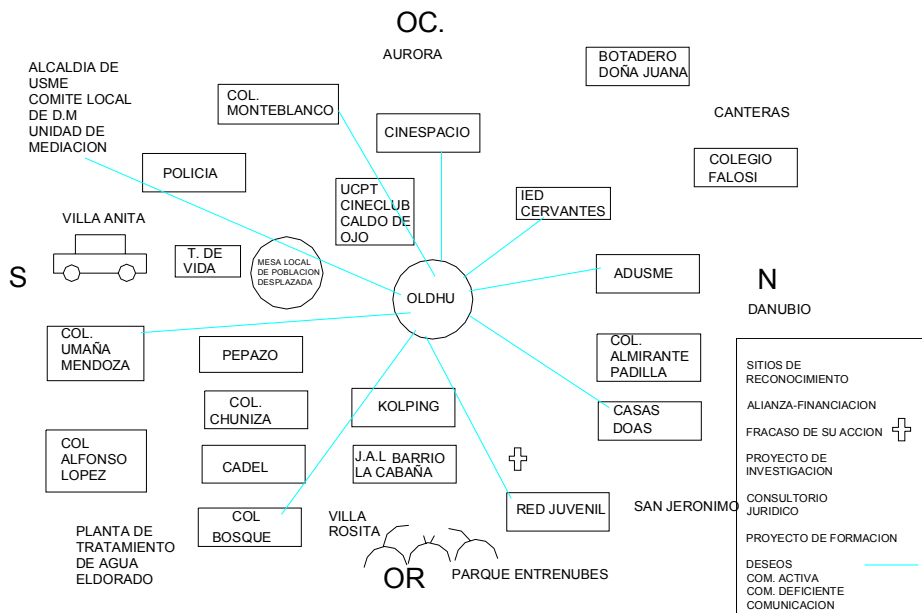 OC.
AURORA
BOTADERO
DOÑA JUANA
ALCALDIA DE
USME
COMITE LOCAL
DE D.M
UNIDAD DE
MEDIACION
COL.
MONTEBLANCO
CINESPACIO
CANTERAS
COLEGIO
FALOSI
POLICIA
UCPT
CINECLUB
CALDO DE
OJO
IED
CERVANTES
VILLA ANITA
S
T. DE
VIDA
MESA LOCAL
DE POBLACION
DESPLAZADA
OLDHU
ADUSME
N
DANUBIO
COL.
UMAÑA
MENDOZA
PEPAZO
COL.
ALMIRANTE
PADILLA
COL.
CHUNIZA
KOLPING
CASAS
DOAS
COL
ALFONSO
LOPEZ
CADEL
J.A.L BARRIO
LA CABAÑA
COL
BOSQUE
VILLA
ROSITA
RED JUVENIL
SAN JERONIMO
PLANTA DE
TRATAMIENTO
DE AGUA
ELDORADO
OR
PARQUE ENTRENUBES
SITIOS DE
RECONOCIMIENTO
ALIANZA-FINANCIACION
FRACASO DE SU ACCION
PROYECTO DE
INVESTIGACION
CONSULTORIO
JURIDICO
PROYECTO DE FORMACION
DESEOS
COM. ACTIVA
COM. DEFICIENTE
COMUNICACION